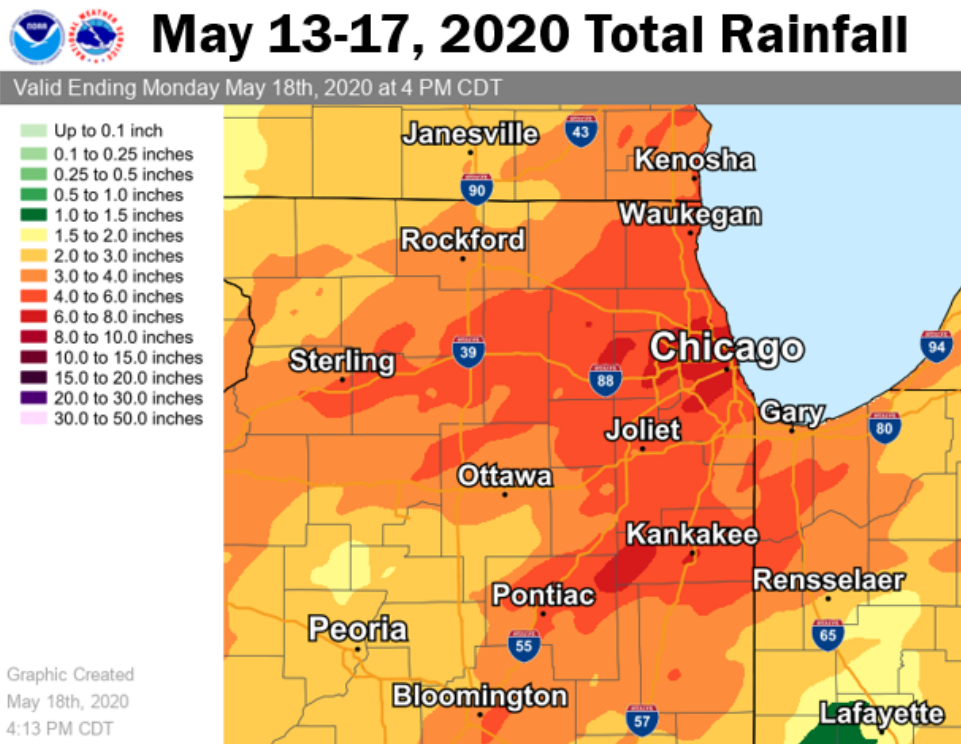 NOAA
NATIONAL WEATHER SERVICE
May 13-17, 2020 Total Rainfall
Valid Ending Monday May 18th, 2020 at 4 PM CDT
Up to 0.1 inch
0.1 to 0.25 inches
0.25 to 0.5 inches
0.5 to 1.0 inches
1.0 to 1.5 inches
1.5 to 2.0 inches
2.0 to 3.0 inches
3.0 to 4.0 inches
4.0 to 6.0 inches
6.0 to 8.0 inches
8.0 to 10.0 inches
10.0 to 15.0 inches
15.0 to 20.0 inches
20.0 to 30.0 inches
30.0 to 50.0 inches
Janesville
43
Kenosha
90
Waukegan
Rockford
Chicago
94
39
Sterling
88
Gary
80
Joliet
Ottawa
Kankakee
Rensselaer
Pontiac
Peoria
65
55
Bloomington
57
Lafayette
Graphic Created
May 18th, 2020
4:13 PM CDT